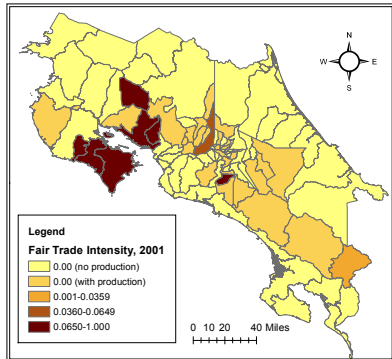 N
W E
S
Legend
Fair Trade Intensity, 2001
0.00 (no production)
0.00 (with production)
0.001-0.0359
0.0360-0.0649
0.0650-1.000
0 10 20 40 Miles